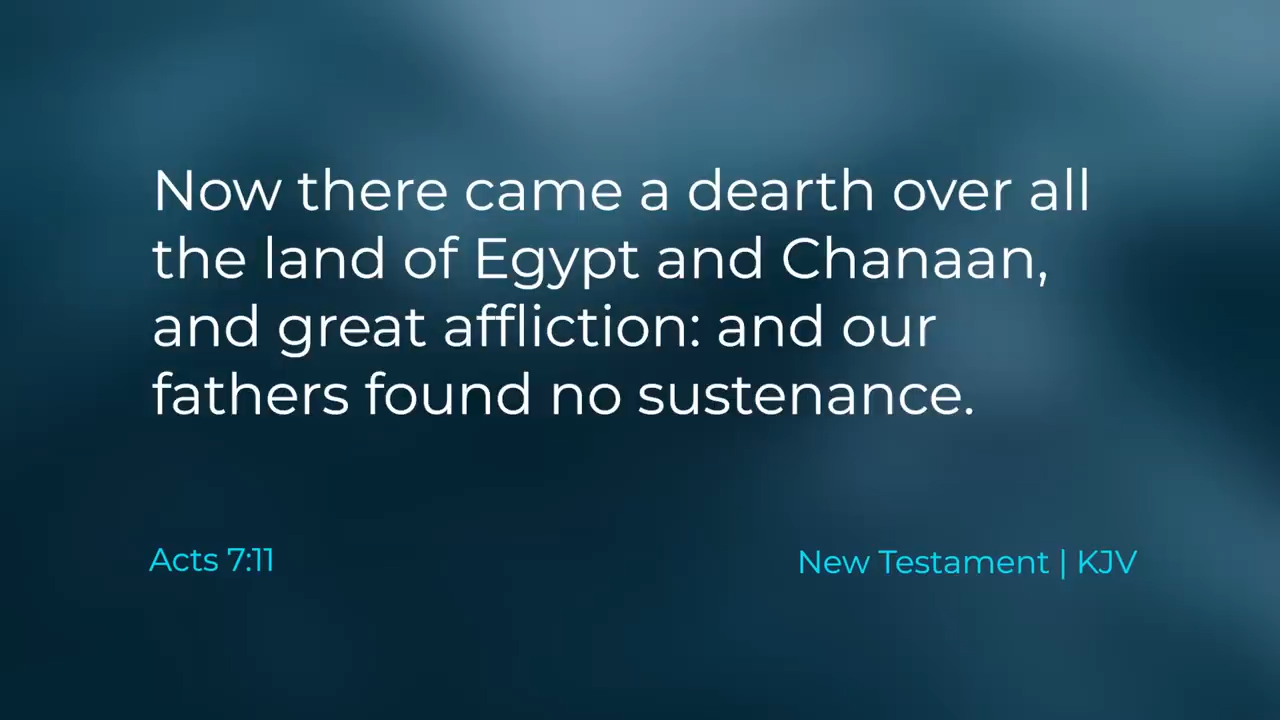 Now there came a dearth over all
the land of Egypt and Chanaan,
and great affliction: and our
fathers found no sustenance.
Acts 7:11
New Testament | KJV